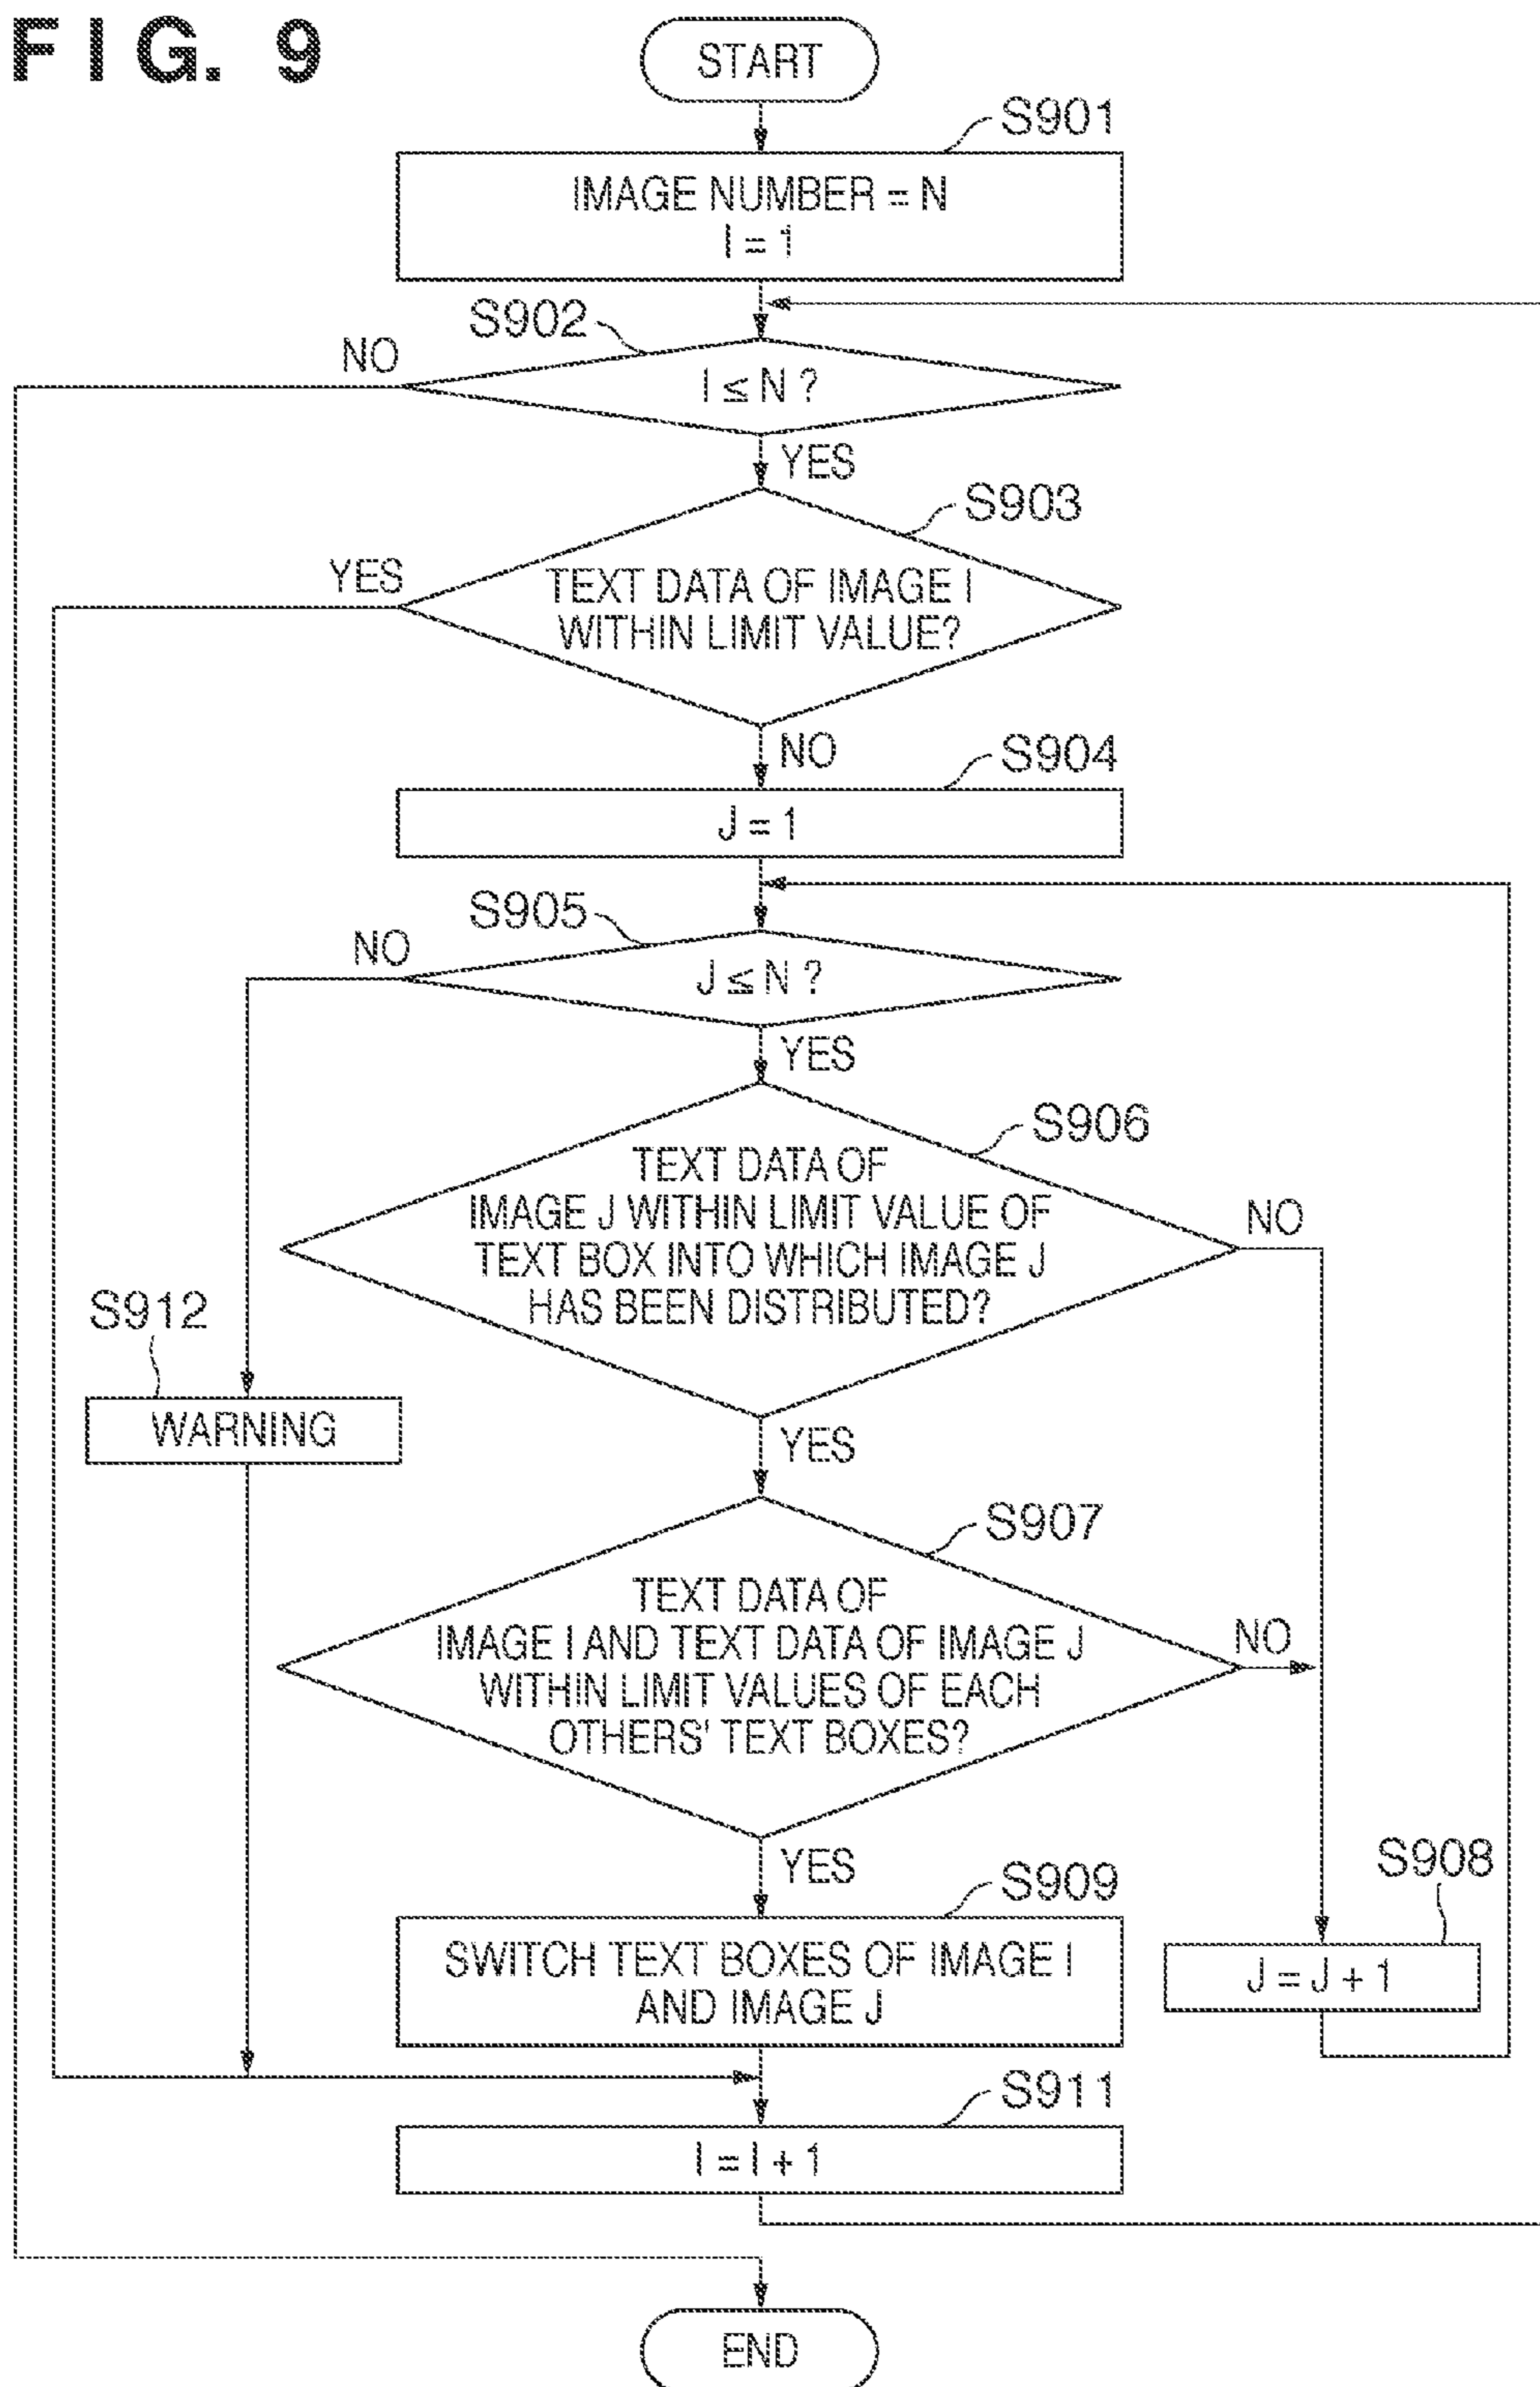 FIG. 9
START
S901
IMAGE NUMBER = N
I = 1
S902
NO
I ≤ N ?
YES
S903
YES
TEXT DATA OF IMAGE I
WITHIN LIMIT VALUE?
NO
S904
J = 1
S905
NO
J ≤ N ?
YES
S906
TEXT DATA OF
IMAGE J WITHIN LIMIT VALUE OF
TEXT BOX INTO WHICH IMAGE J
HAS BEEN DISTRIBUTED?
NO
S912
WARNING
YES
S907
TEXT DATA OF
IMAGE I AND TEXT DATA OF IMAGE J
WITHIN LIMIT VALUES OF EACH
OTHERS' TEXT BOXES?
NO
YES
S909
S908
SWITCH TEXT BOXES OF IMAGE I
AND IMAGE J
J = J + 1
S911
I = I + 1
END